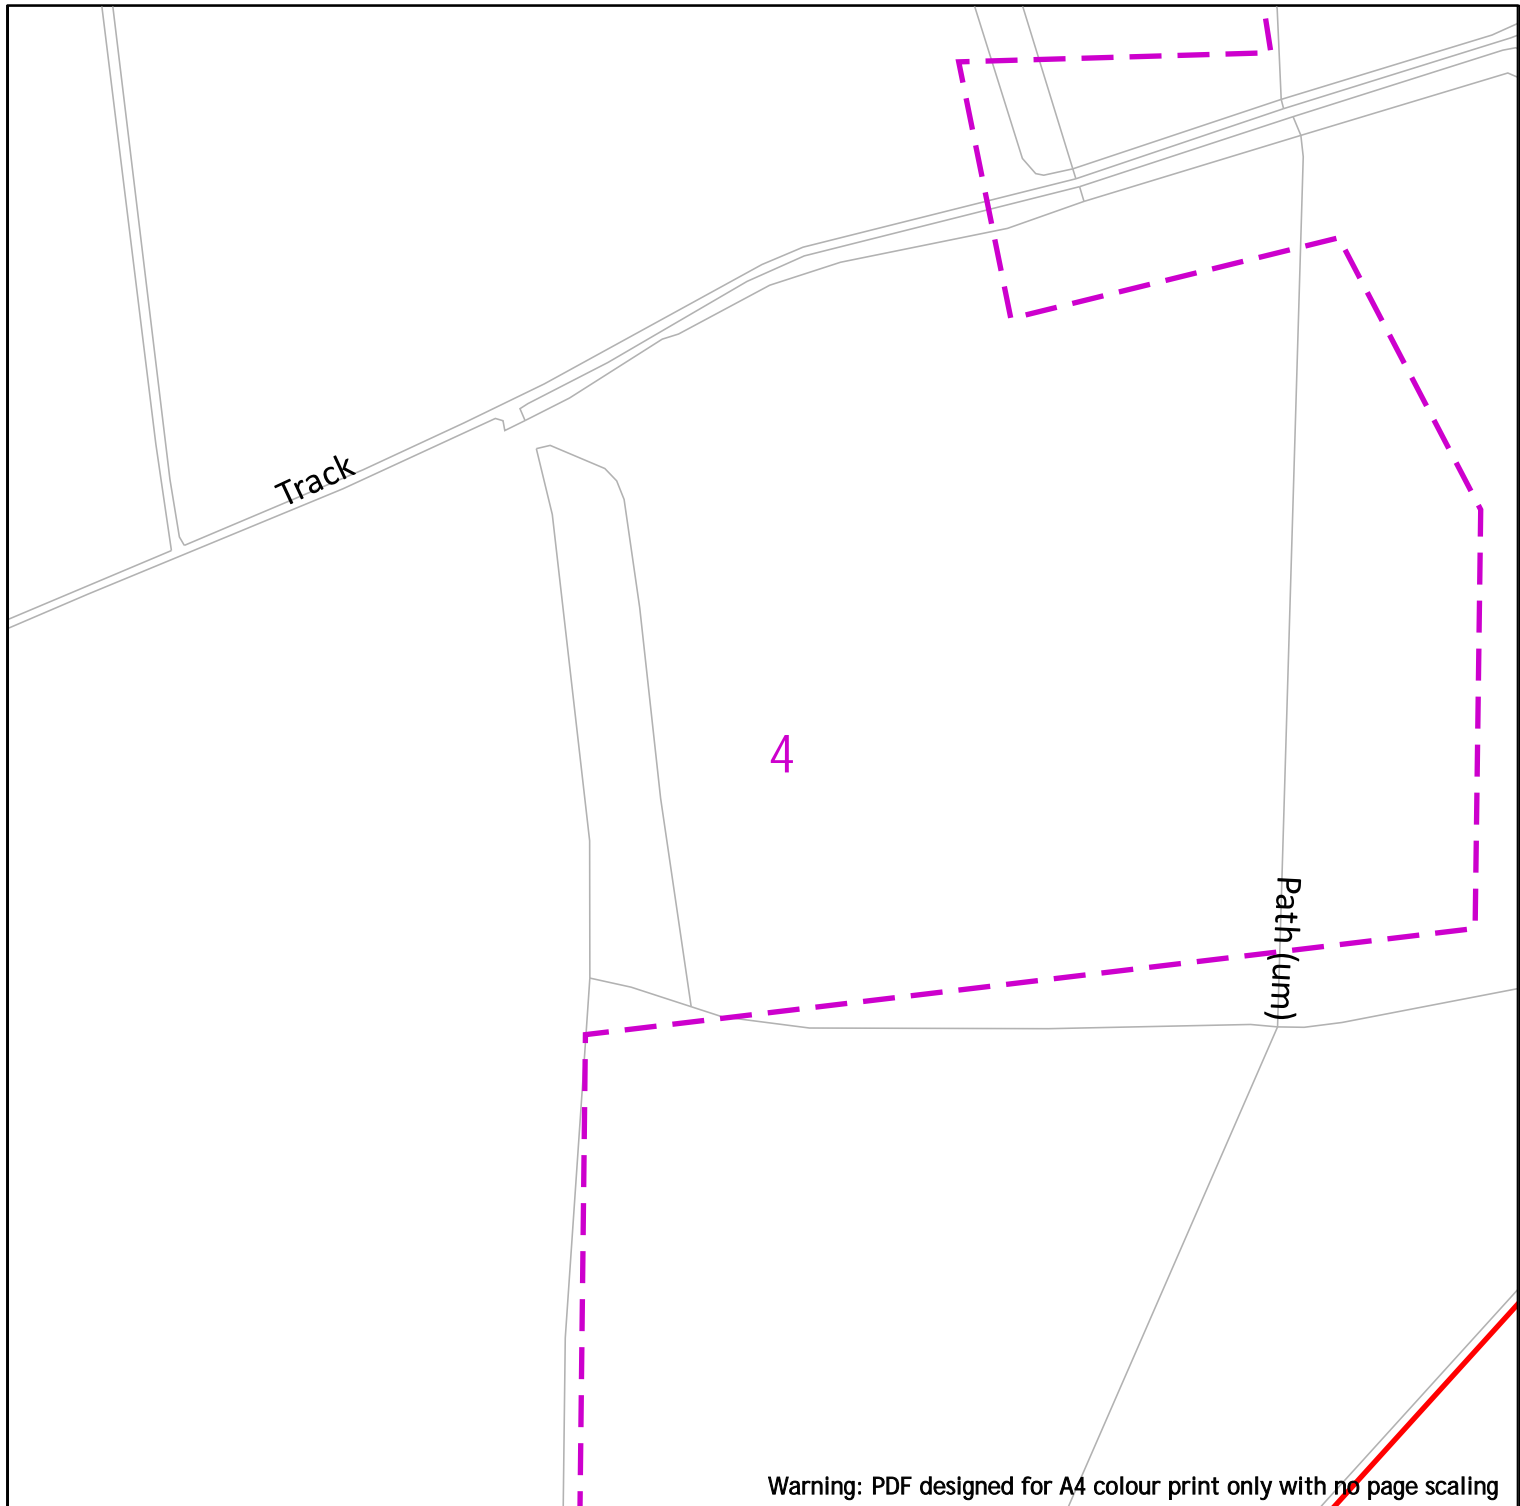 Track
4
Path (um)
Warning: PDF designed for A4 colour print only with no page scaling